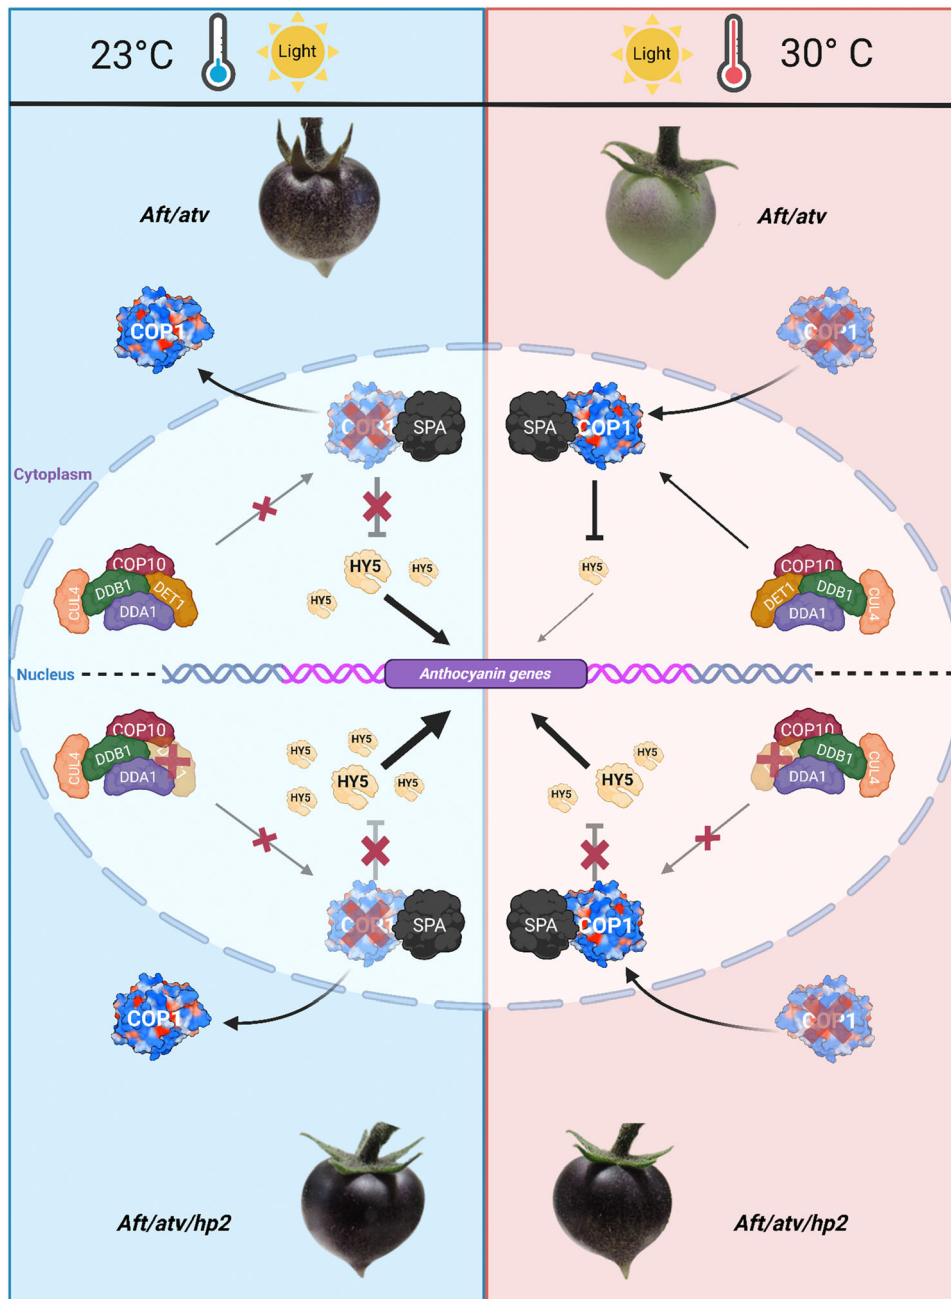 23°C
Light
Light
30° C
Aft/atv
Aft/atv
COP1
COP1
COP1
SPA
SPA
COP1
Cytoplasm
COP10
DDB1
DET1
CUL4
DDA1
HY5
HY5
HY5
HY5
COP10
DET1
DDB1
CUL4
DDA1
Nucleus
Anthocyanin genes
COP10
DDB1
CUL4
DDA1
HY5
HY5
HY5
HY5
HY5
HY5
HY5
HY5
COP10
DDB1
CUL4
DDA1
COP1
SPA
SPA
COP1
COP1
COP1
Aft/atv/hp2
Aft/atv/hp2